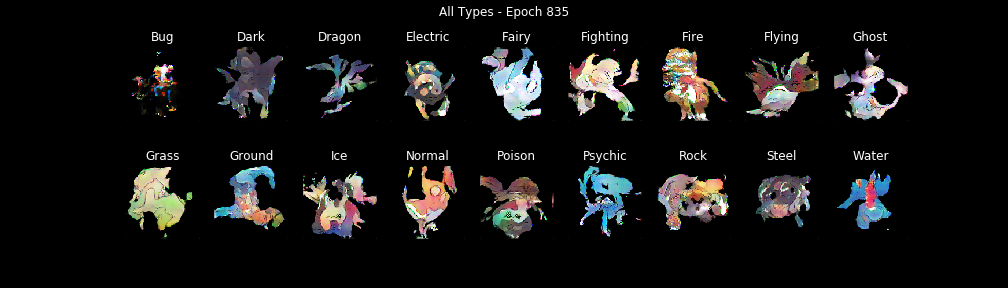 All Types - Epoch 835
Bug Dark Dragon Electric Fairy Fighting Fire Flying Ghost
Grass Ground Ice Normal Poison Psychic Rock Steel Water